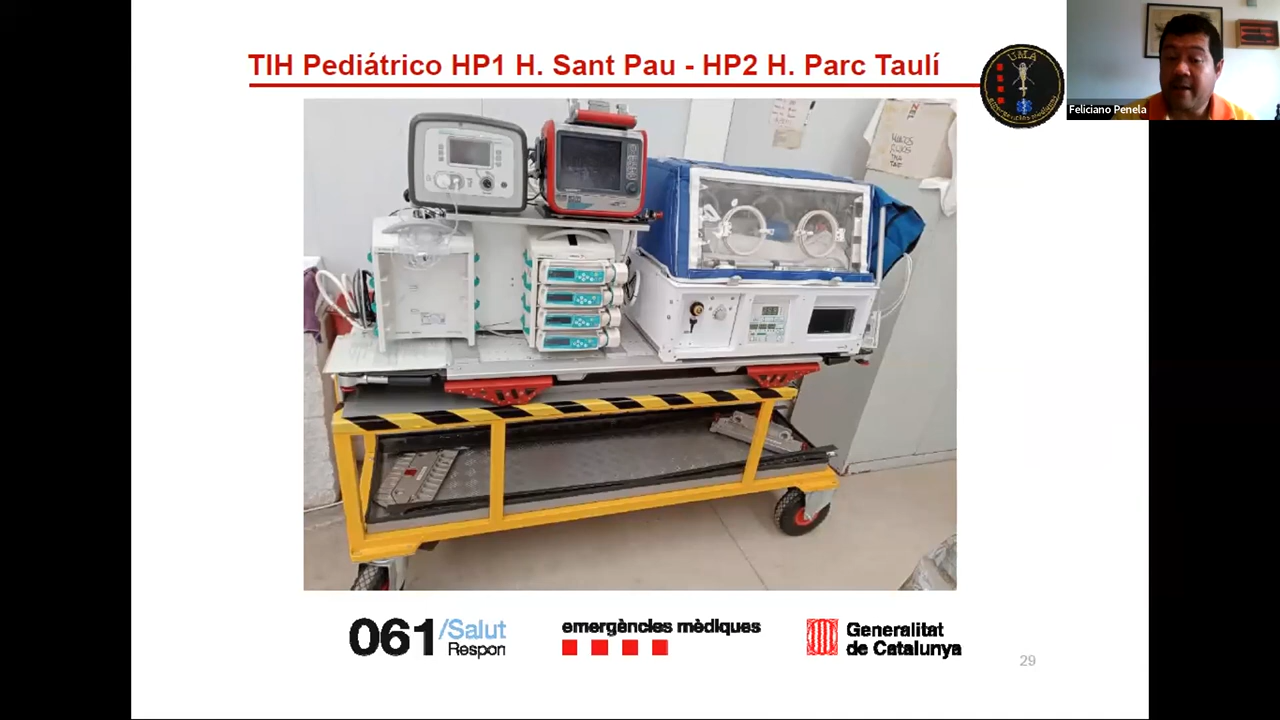 TIH Pediátrico HP1 H. Sant Pau - HP2 H. Parc Taulí
UMA
Feliciano Penela
061/Salut
Respon
emergències mèdiques
Generalitat
de Catalunya
29